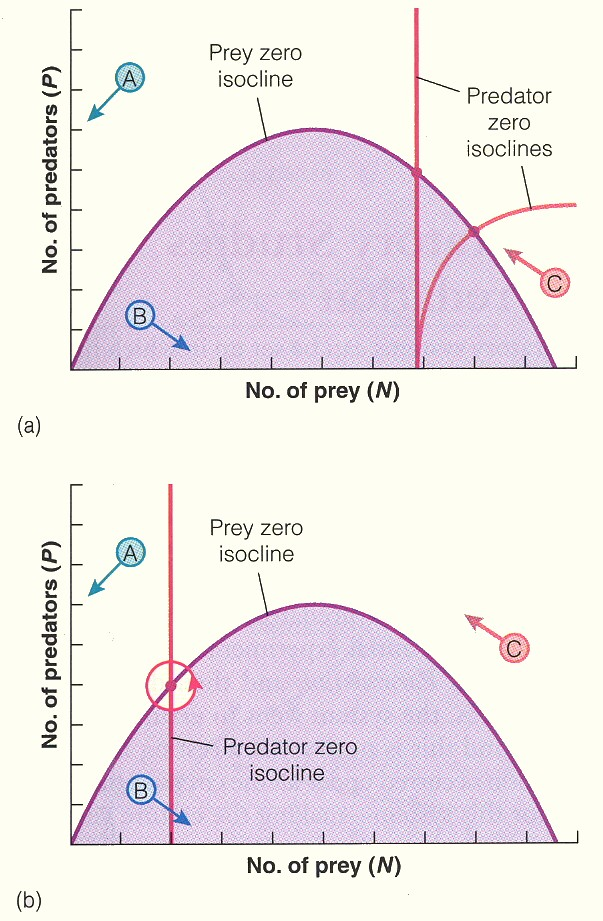 Prey zero
isocline
A
Predator
zero
isoclines
No. of predators (P)
B
C
No. of prey (N)
(a)
Prey zero
isocline
A
No. of predators (P)
C
Predator zero
isocline
B
No. of prey (N)
(b)